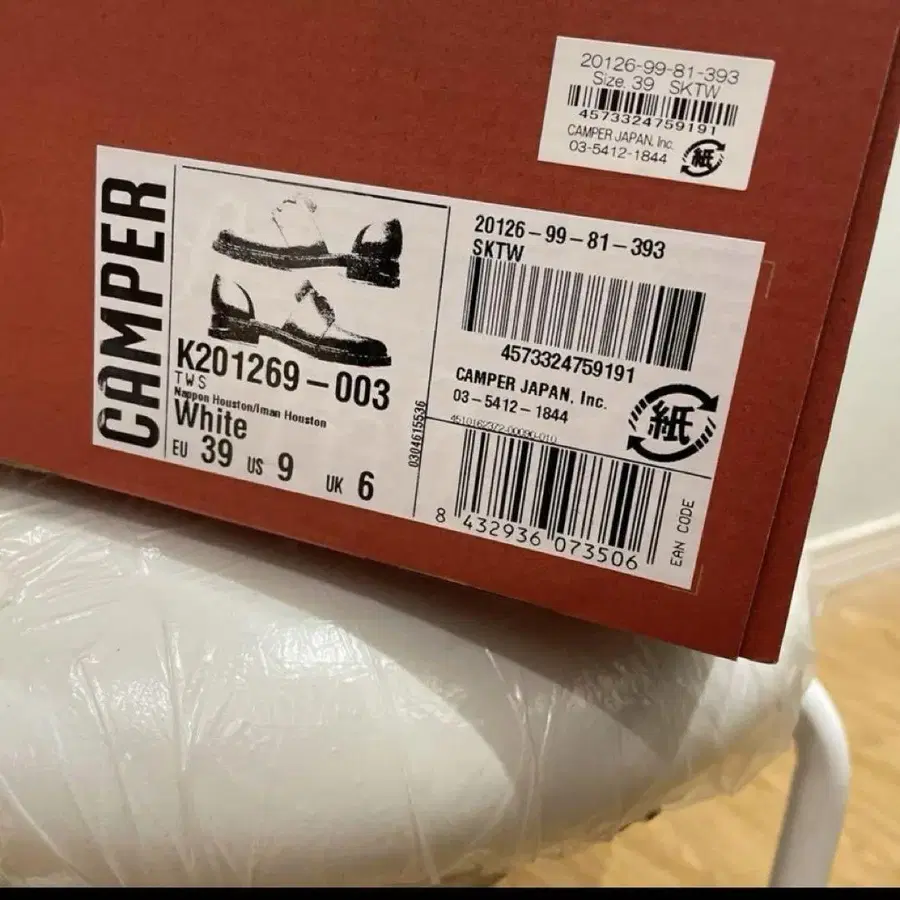 20126-99-81-393
Size. 39 SKTW
4573324759191
CAMPER JAPAN, Inc.
03-5412-1844
紙
CAMPER
K201269-003
TWS
Nappon Houston/Iman Houston
White
EU 39 US 9 UK 6
0304615536
20126-99-81-393
SKTW
4573324759191
CAMPER JAPAN, Inc.
03-5412-1844
紙
8 432936 073506
EAN CODE